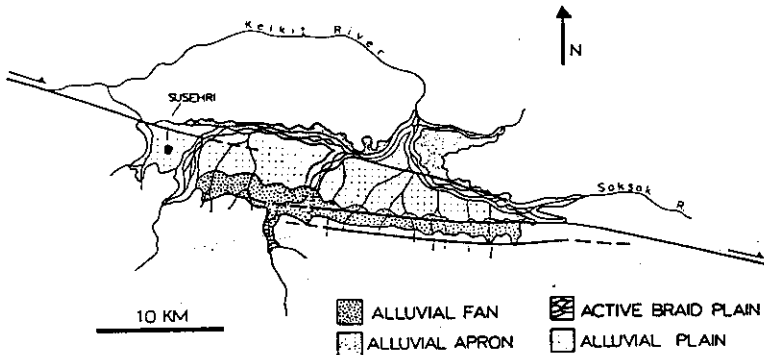 Kelkit River
N
SUSEHRI
Soksok R.
10 KM
ALLUVIAL FAN
ACTIVE BRAID PLAIN
ALLUVIAL APRON
ALLUVIAL PLAIN